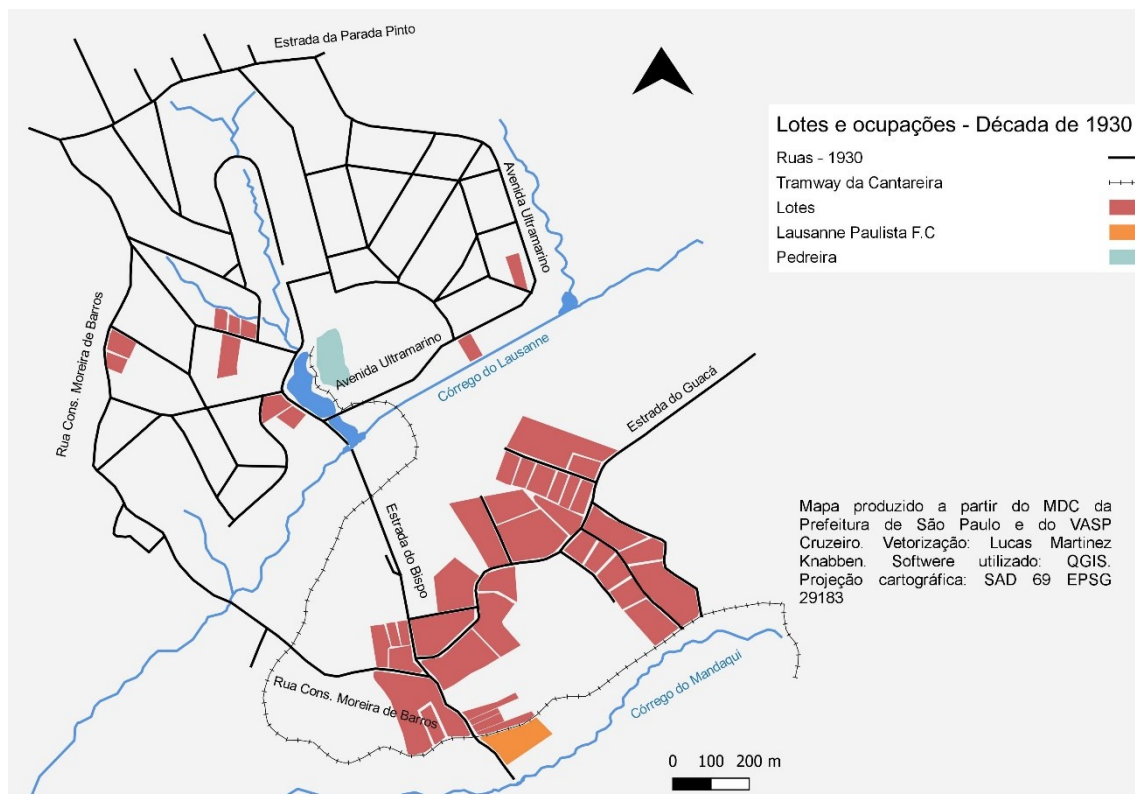 Estrada da Parada Pinto
Lotes e ocupações - Década de 1930
Ruas - 1930
Tramway da Cantareira
Lotes
Lausanne Paulista F.C
Pedreira
Avenida Ultramarino
Rua Cons. Moreira de Barros
Avenida Ultramarino
Córrego do Lausanne
Estrada do Guacá
Estrada do Bispo
Mapa produzido a partir do MDC da
Prefeitura de São Paulo e do VASP
Cruzeiro. Vetorização: Lucas Martinez
Knabben. Softwere utilizado: QGIS.
Projeção cartográfica: SAD 69 EPSG
29183
Rua Cons. Moreira de Barros
Córrego do Mandaqui
0 100 200 m